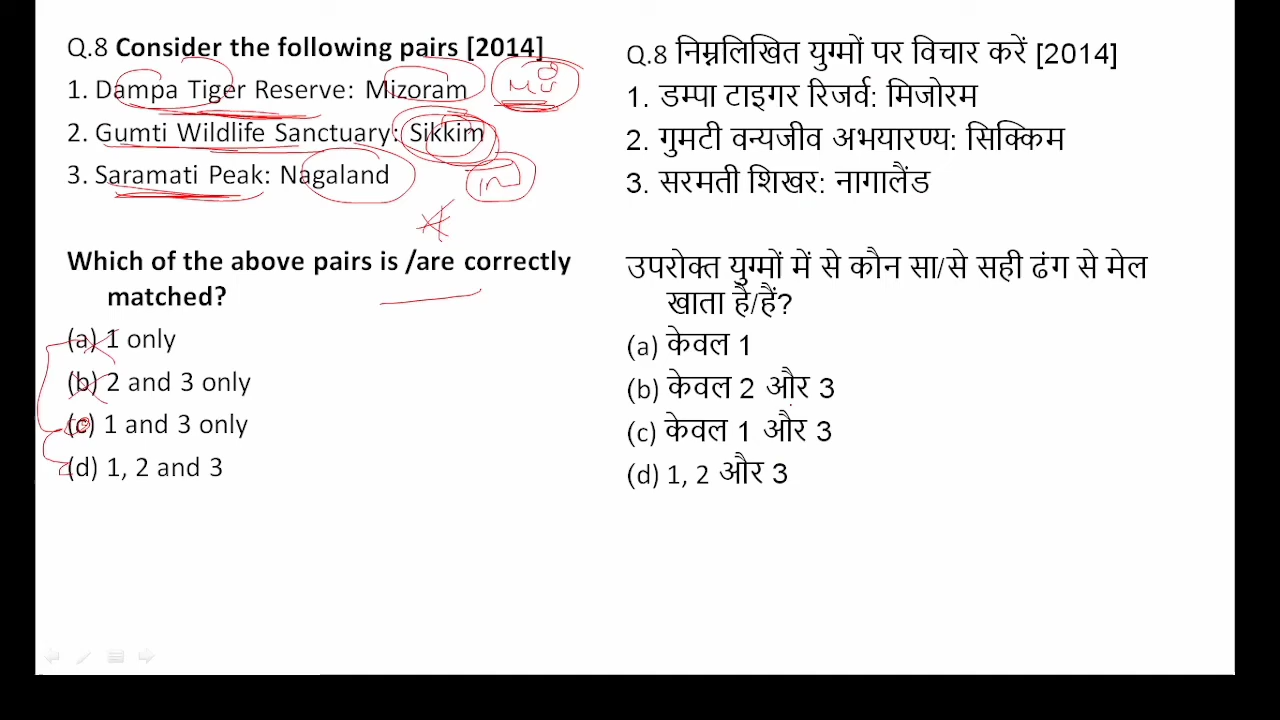 Q.8 Consider the following pairs [2014]
1. Dampa Tiger Reserve: Mizoram
2. Gumti Wildlife Sanctuary: Sikkim
3. Saramati Peak: Nagaland
Which of the above pairs is /are correctly
matched?
(a) 1 only
(b) 2 and 3 only
(c) 1 and 3 only
(d) 1, 2 and 3
Q.8 निम्नलिखित युग्मों पर विचार करें [2014]
1. डम्पा टाइगर रिजर्व: मिजोरम
2. गुमटी वन्यजीव अभयारण्य: सिक्किम
3. सरमती शिखर: नागालैंड
उपरोक्त युग्मों में से कौन सा/से सही ढंग से मेल
खाता है/हैं?
(a) केवल 1
(b) केवल 2 और 3
(c) केवल 1 और 3
(d) 1, 2 और 3